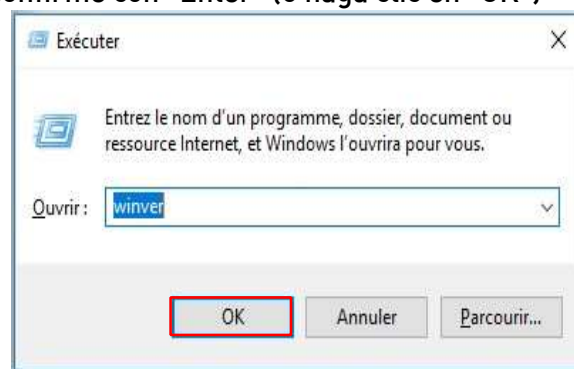 Exécuter
Entrez le nom d'un programme, dossier, document ou
ressource Internet, et Windows l'ouvrira pour vous.
Ouvrir :
winver
OK
Annuler
Parcourir...